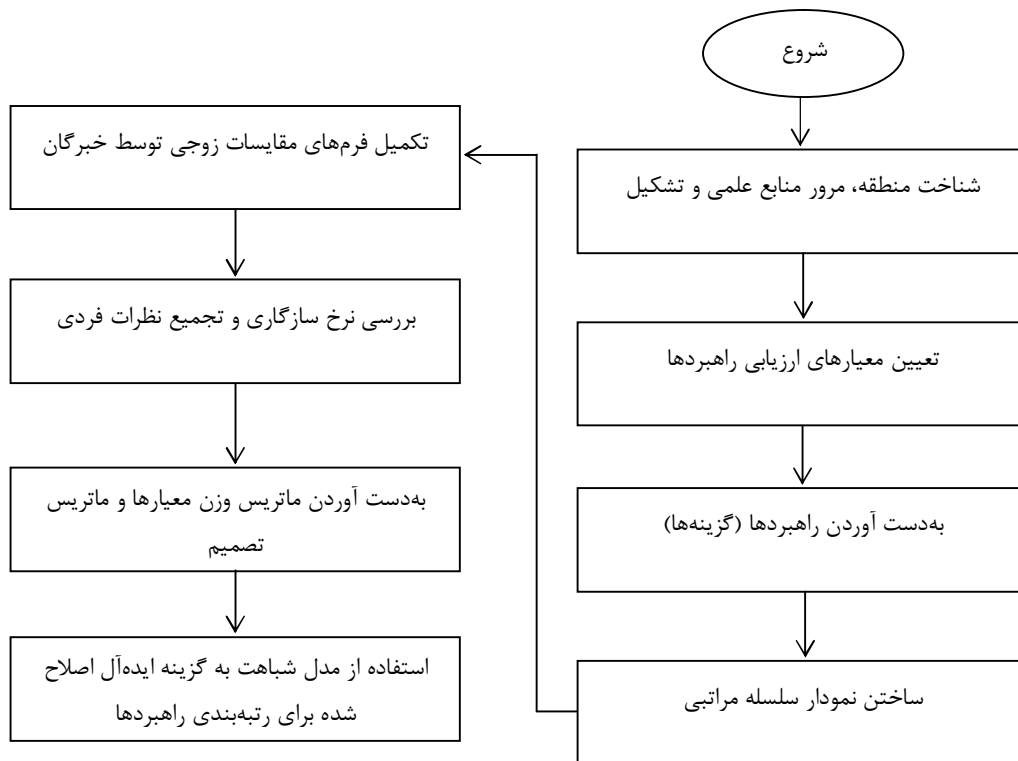 شروع
شناخت منطقه، مرور منابع علمی و تشکیل
تعیین معیارهای ارزیابی راهبردها
به‌دست آوردن راهبردها (گزینه‌ها)
ساختن نمودار سلسله مراتبی
تکمیل فرم‌های مقایسات زوجی توسط خبرگان
بررسی نرخ سازگاری و تجمیع نظرات فردی
به‌دست آوردن ماتریس وزن معیارها و ماتریس
تصمیم
استفاده از مدل شباهت به گزینه ایده‌آل اصلاح
شده برای رتبه‌بندی راهبردها